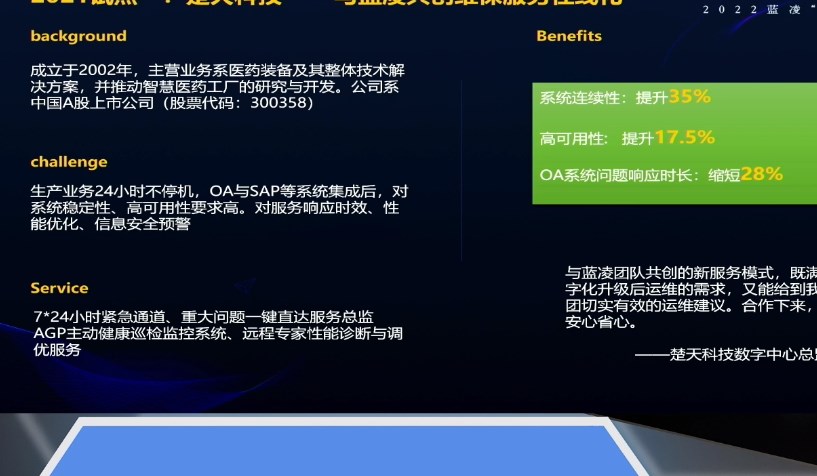 2022蓝凌“
background
成立于2002年，主营业务系医药装备及其整体技术解
决方案，并推动智慧医药工厂的研究与开发。公司系
中国A股上市公司（股票代码：300358）
challenge
生产业务24小时不停机，OA与SAP等系统集成后，对
系统稳定性、高可用性要求高。对服务响应时效、性
能优化、信息安全预警
Service
7*24小时紧急通道、重大问题一键直达服务总监
AGP主动健康巡检监控系统、远程专家性能诊断与调
优服务
Benefits
系统连续性：提升35%
高可用性： 提升17.5%
OA系统问题响应时长：缩短28%
与蓝凌团队共创的新服务模式，既满
字化升级后运维的需求，又能给到我
团切实有效的运维建议。合作下来，
安心省心。
——楚天科技数字中心总